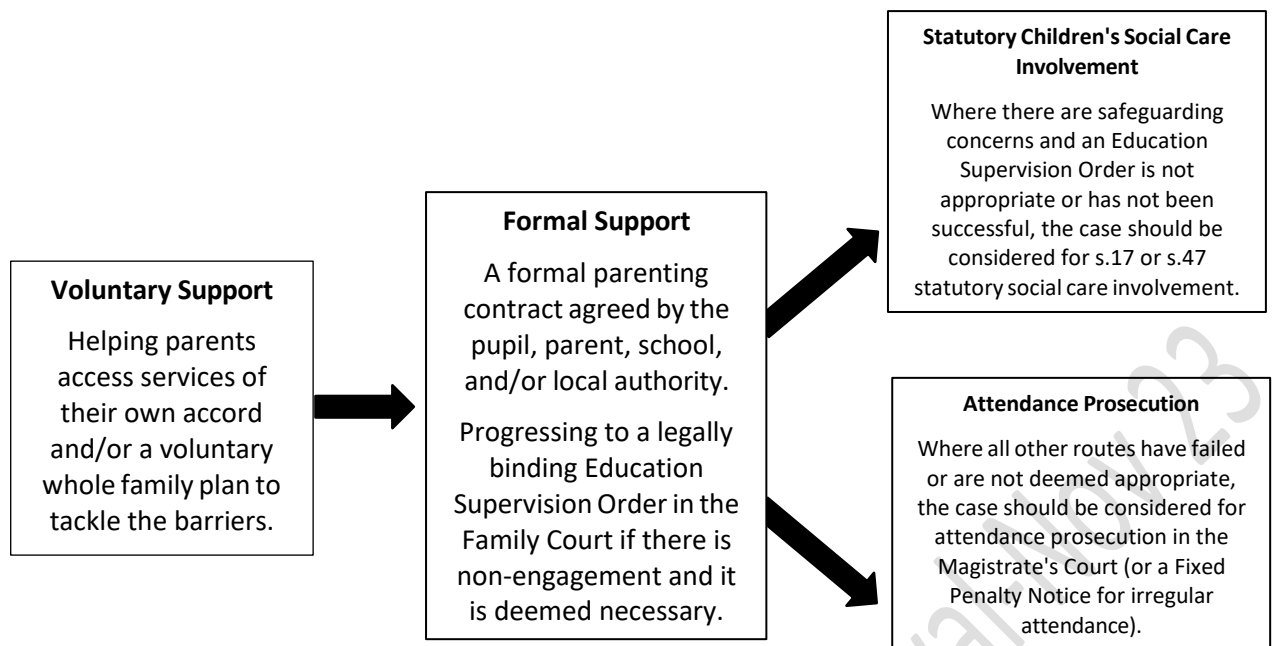 Voluntary Support
Helping parents
access services of
their own accord
and/or a voluntary
whole family plan to
tackle the barriers.
Formal Support
A formal parenting
contract agreed by the
pupil, parent, school,
and/or local authority.
Progressing to a legally
binding Education
Supervision Order in the
Family Court if there is
non-engagement and it
is deemed necessary.
Statutory Children's Social Care
Involvement
Where there are safeguarding
concerns and an Education
Supervision Order is not
appropriate or has not been
successful, the case should be
considered for s.17 or s.47
statutory social care involvement.
Attendance Prosecution
Where all other routes have failed
or are not deemed appropriate,
the case should be considered for
attendance prosecution in the
Magistrate's Court (or a Fixed
Penalty Notice for irregular
attendance).
Nov 23